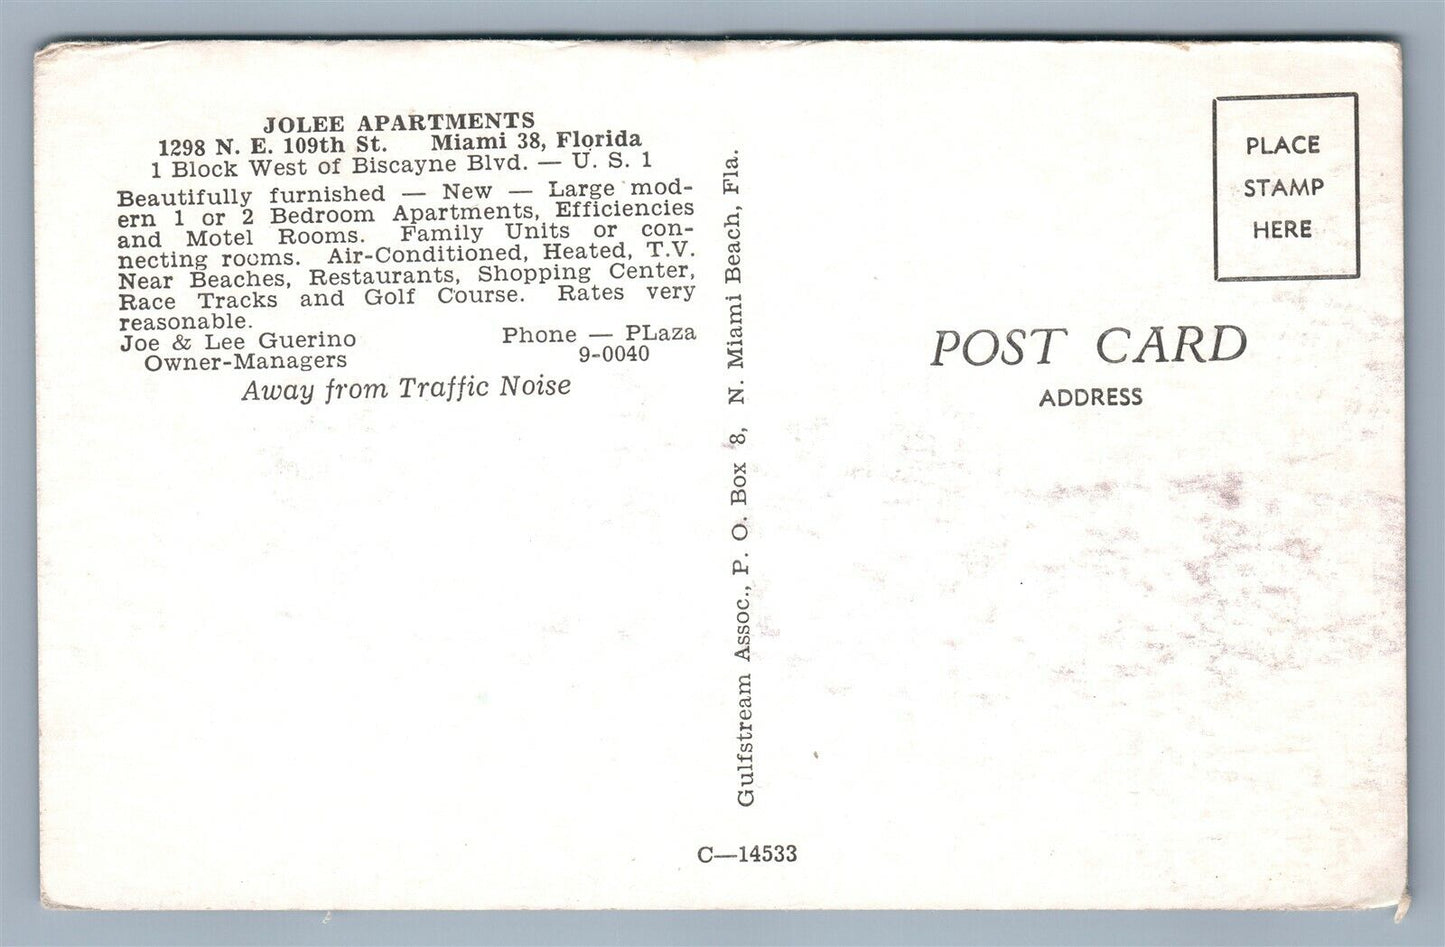 JOLEE APARTMENTS
1298 N. E. 109th St. Miami 38, Florida
1 Block West of Biscayne Blvd. — U. S. 1
Beautifully furnished — New — Large mod-
ern 1 or 2 Bedroom Apartments, Efficiencies
and Motel Rooms. Family Units or con-
necting rooms. Air-Conditioned, Heated, T.V.
Near Beaches, Restaurants, Shopping Center,
Race Tracks and Golf Course. Rates very
reasonable.
Joe & Lee Guerino Phone — PLaza
Owner-Managers 9-0040
Away from Traffic Noise
Gulfstream Assoc., P. O. Box 8, N. Miami Beach, Fla.
C—14533
PLACE
STAMP
HERE
POST CARD
ADDRESS